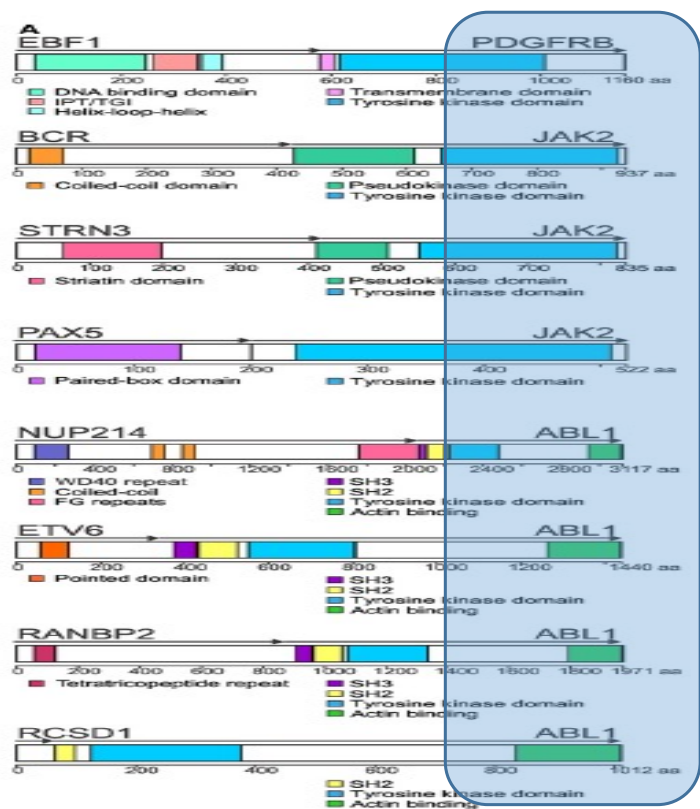 A
EBF1 PDGFRB
0 200 400 600 800 1000 1160 aa
DNA binding domain Transmembrane domain
IPT/TGI Tyrosine kinase domain
Helix-loop-helix
BCR JAK2
0 100 200 300 400 500 600 700 800 937 aa
Coiled-coil domain Pseudokinase domain
Tyrosine kinase domain
STRN3 JAK2
0 100 200 300 400 500 600 700 835 aa
Striatin domain Pseudokinase domain
Tyrosine kinase domain
PAX5 JAK2
0 100 200 300 400 522 aa
Paired-box domain Tyrosine kinase domain
NUP214 ABL1
0 400 800 1200 1600 2000 2400 2800 3117 aa
WD40 repeat SH3
Coiled-coil SH2
FG repeats Tyrosine kinase domain
Actin binding
ETV6 ABL1
0 200 400 600 800 1000 1200 1440 aa
Pointed domain SH3
SH2
Tyrosine kinase domain
Actin binding
RANBP2 ABL1
0 200 400 600 800 1000 1200 1400 1600 1800 1971 aa
Tetratricopeptide repeat SH3
SH2
Tyrosine kinase domain
Actin binding
RCSD1 ABL1
0 200 400 600 800 1012 aa
SH2
Tyrosine kinase domain
Actin binding